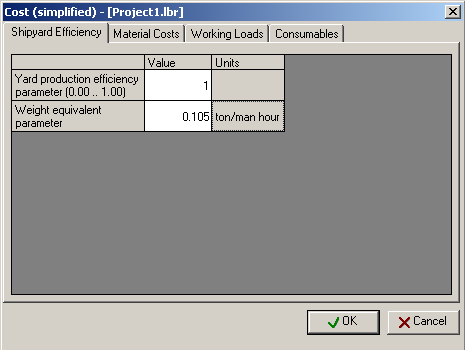 Cost (simplified) - [Project1.lbr]
Shipyard Efficiency Material Costs Working Loads Consumables
Value Units
Yard production efficiency
parameter (0.00 .. 1.00) 1
Weight equivalent
parameter 0.105 ton/man hour
OK Cancel